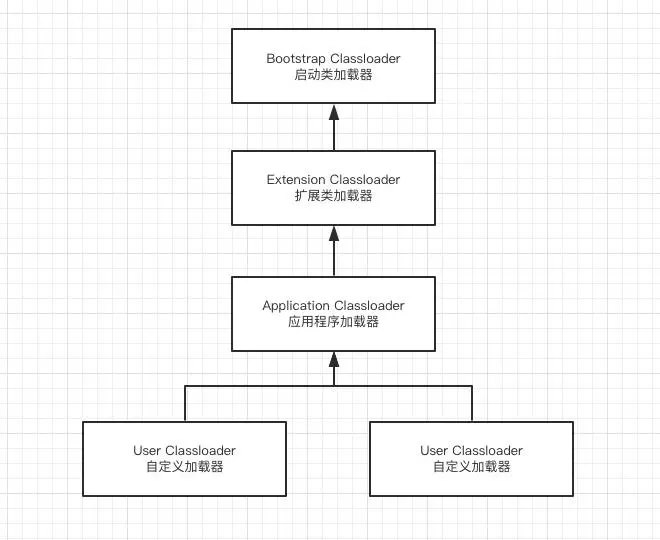 Bootstrap Classloader
启动类加载器
Extension Classloader
扩展类加载器
Application Classloader
应用程序加载器
User Classloader
自定义加载器
User Classloader
自定义加载器